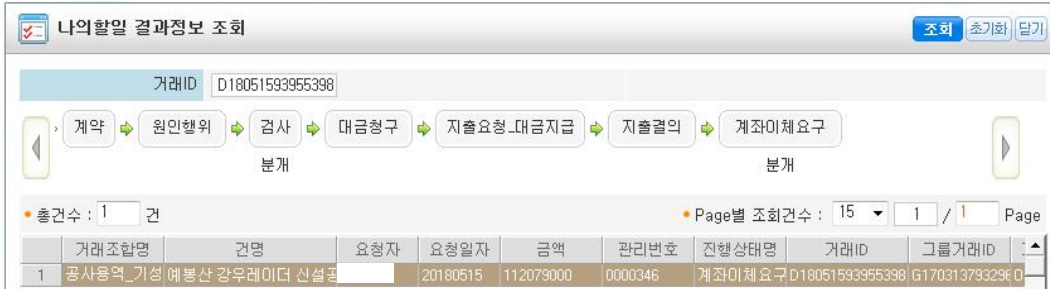 나의할일 결과정보 조회 조회 초기화 닫기
거래ID D18051593955398
계약 원인행위 검사 대금청구 지출요청_대금지급 지출결의 계좌이체요구
분개 분개
총건수 : 1 건 Page별 조회건수 : 15 1 / 1 Page
거래조합명 건명 요청자 요청일자 금액 관리번호 진행상태명 거래ID 그룹거래ID
1 공사용역_기성 예봉산 강우레이더 신설공 20180515 112079000 0000346 계좌이체요구 D18051593955398 G17031379329